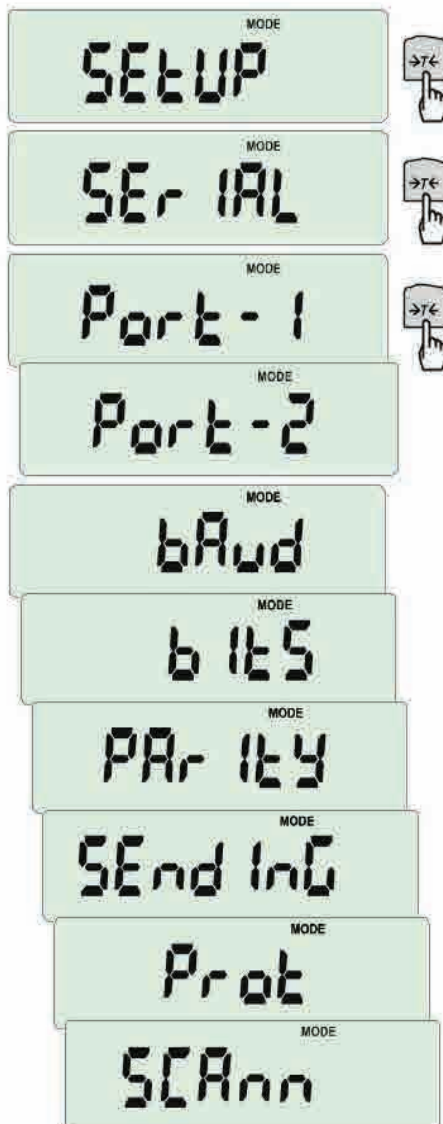 MODE
SEtUP
→T←
MODE
SEr IAL
→T←
MODE
Port-1
→T←
MODE
Port-2
MODE
bAud
MODE
bItS
MODE
PArItY
MODE
SEndInG
MODE
Prot
MODE
SCAnn